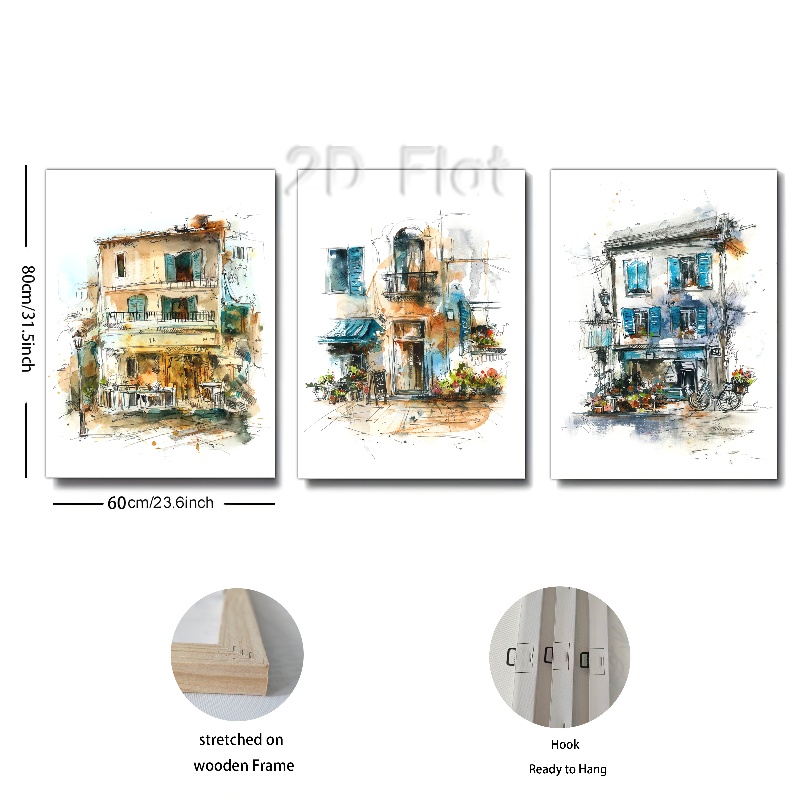 2D Flat
80cm/31.5inch
60cm/23.6inch
stretched on
wooden Frame
Hook
Ready to Hang